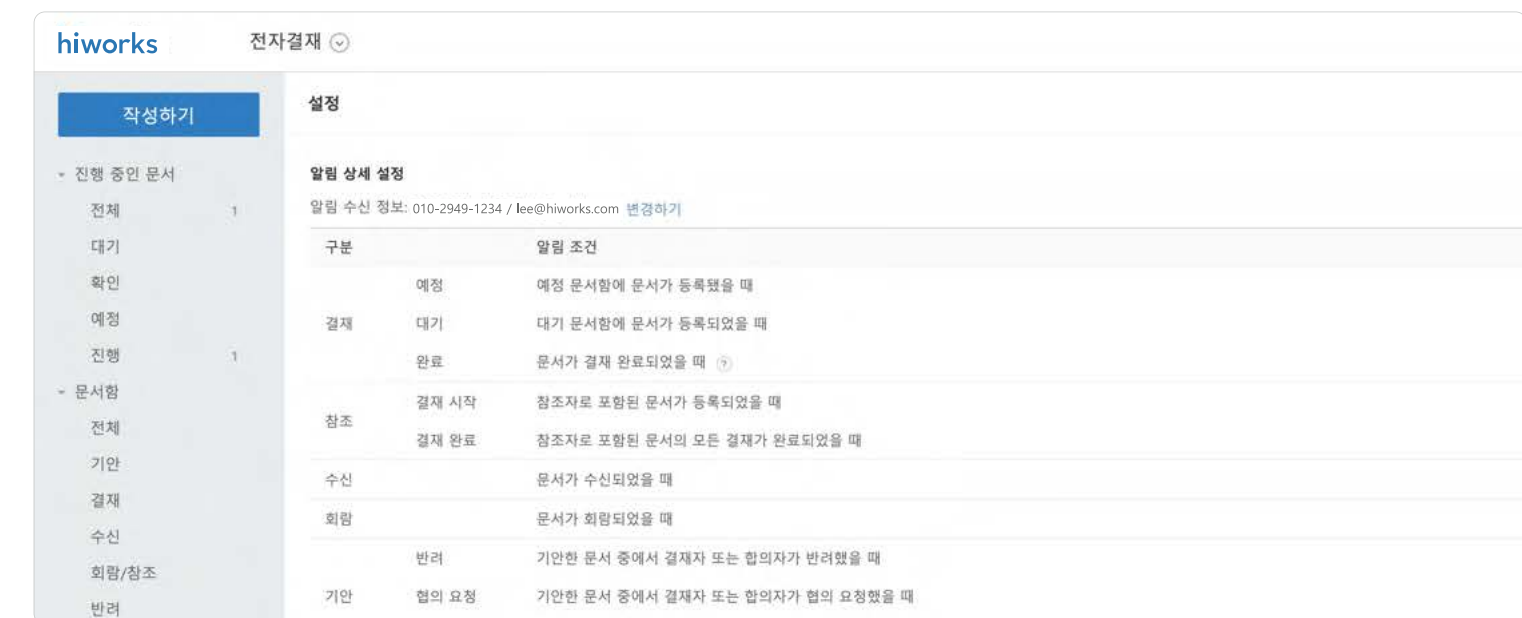 hiworks 전자결재
작성하기
진행 중인 문서
전체 1
대기
확인
예정
진행 1
문서함
전체
기안
결재
수신
회람/참조
반려
설정
알림 상세 설정
알림 수신 정보: 010-2949-1234 / lee@hiworks.com 변경하기
구분 알림 조건
결재
예정 예정 문서함에 문서가 등록됐을 때
대기 대기 문서함에 문서가 등록되었을 때
완료 문서가 결재 완료되었을 때 ?
참조
결재 시작 참조자로 포함된 문서가 등록되었을 때
결재 완료 참조자로 포함된 문서의 모든 결재가 완료되었을 때
수신 문서가 수신되었을 때
회람 문서가 회람되었을 때
기안
반려 기안한 문서 중에서 결재자 또는 합의자가 반려했을 때
협의 요청 기안한 문서 중에서 결재자 또는 합의자가 협의 요청했을 때